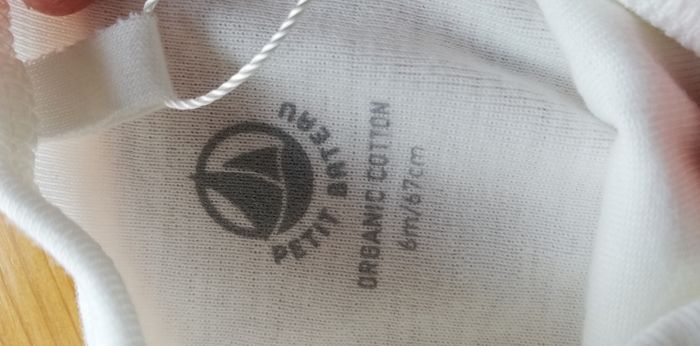 PETIT BATEAU
ORGANIC COTTON
6m/67cm